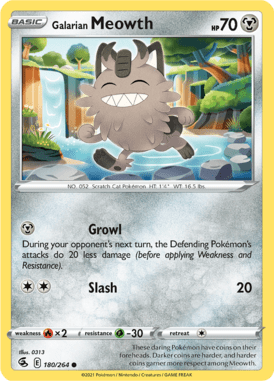 BASIC
Galarian Meowth HP 70
NO. 052 Scratch Cat Pokémon HT: 1'4" WT: 16.5 lbs.
Growl
During your opponent's next turn, the Defending Pokémon's
attacks do 20 less damage (before applying Weakness and
Resistance).
Slash 20
weakness ×2 resistance -30 retreat
Illus. 0313
E 180/264 ●
These daring Pokémon have coins on their
foreheads. Darker coins are harder, and harder
coins garner more respect among Meowth.
©2021 Pokémon / Nintendo / Creatures / GAME FREAK